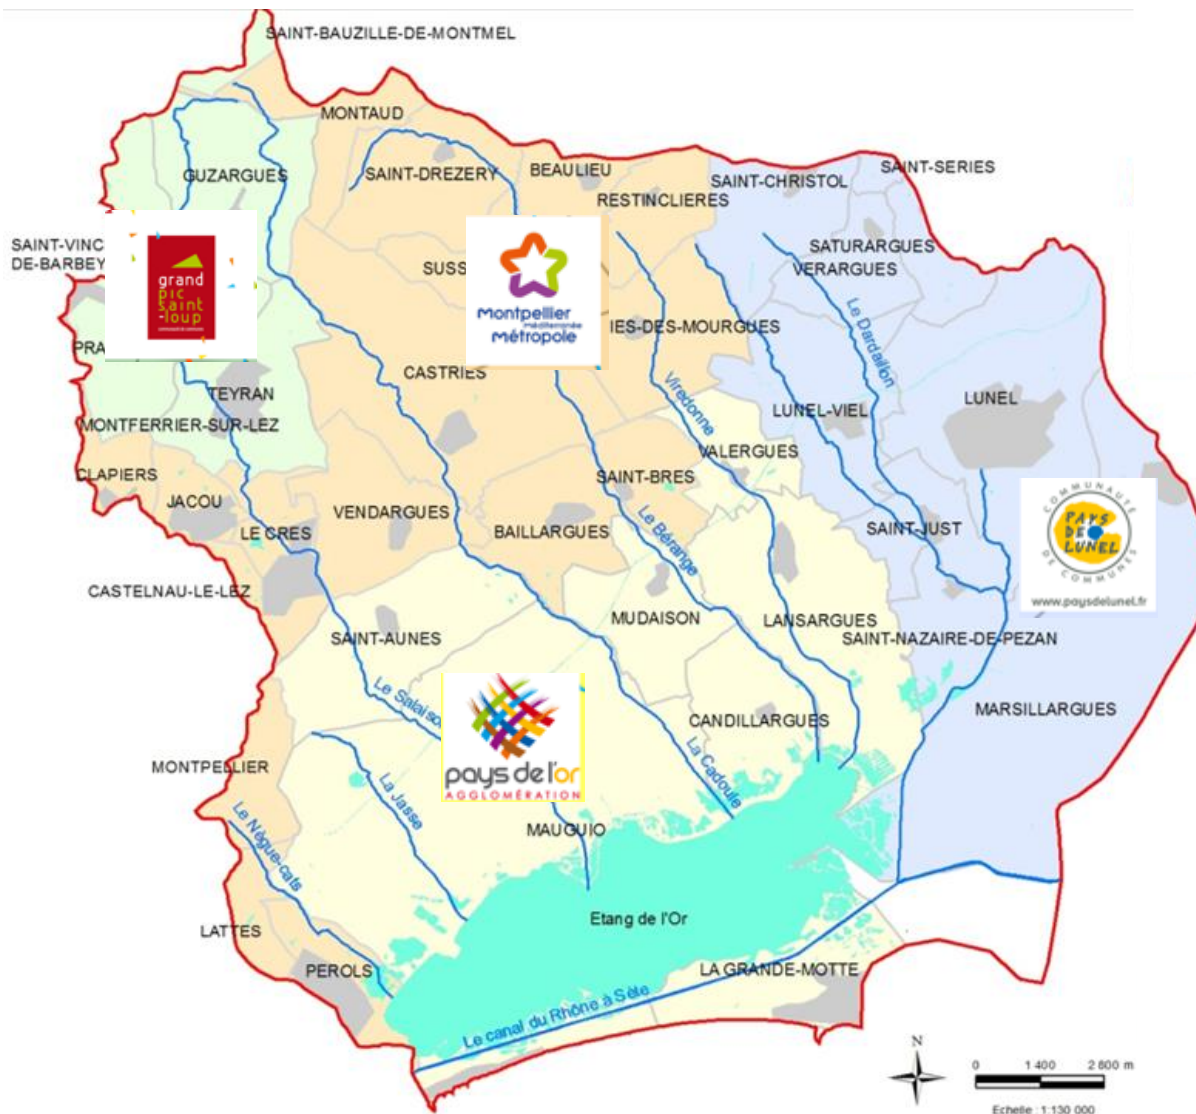 SAINT-BAUZILLE-DE-MONTMEL
MONTAUD
GUZARGUES
SAINT-DREZERY
BEAULIEU
RESTINCLIERES
SAINT-CHRISTOL
SAINT-SERIES
SAINT-VINC
DE-BARBEY
grand
pic
saint
-loup
SUSS
montpellier
méditerranée
métropole
SATURARGUES
VERARGUES
Le Dardaillon
IES-DES-MOURGUES
PRA
TEYRAN
CASTRIES
Viredonne
LUNEL-VIEL
LUNEL
MONTFERRIER-SUR-LEZ
VALERGUES
CLAPIERS
SAINT-BRES
JACOU
VENDARGUES
LE CRES
BAILLARGUES
Le Bérange
SAINT-JUST
COMMUNAUTÉ
PAYS
DE
LUNEL
DE COMMUNES
www.paysdelunel.fr
CASTELNAU-LE-LEZ
MUDAISON
LANSARGUES
SAINT-AUNES
SAINT-NAZAIRE-DE-PEZAN
Le Salaiso
CANDILLARGUES
MARSILLARGUES
pays de l'or
AGGLOMÉRATION
MONTPELLIER
La Jasse
La Cadoule
Le Nègue-cats
MAUGUIO
Etang de l'Or
LATTES
PEROLS
LA GRANDE-MOTTE
Le canal du Rhône à Sète
N
0 1 400 2 800 m
Echelle : 1:130 000